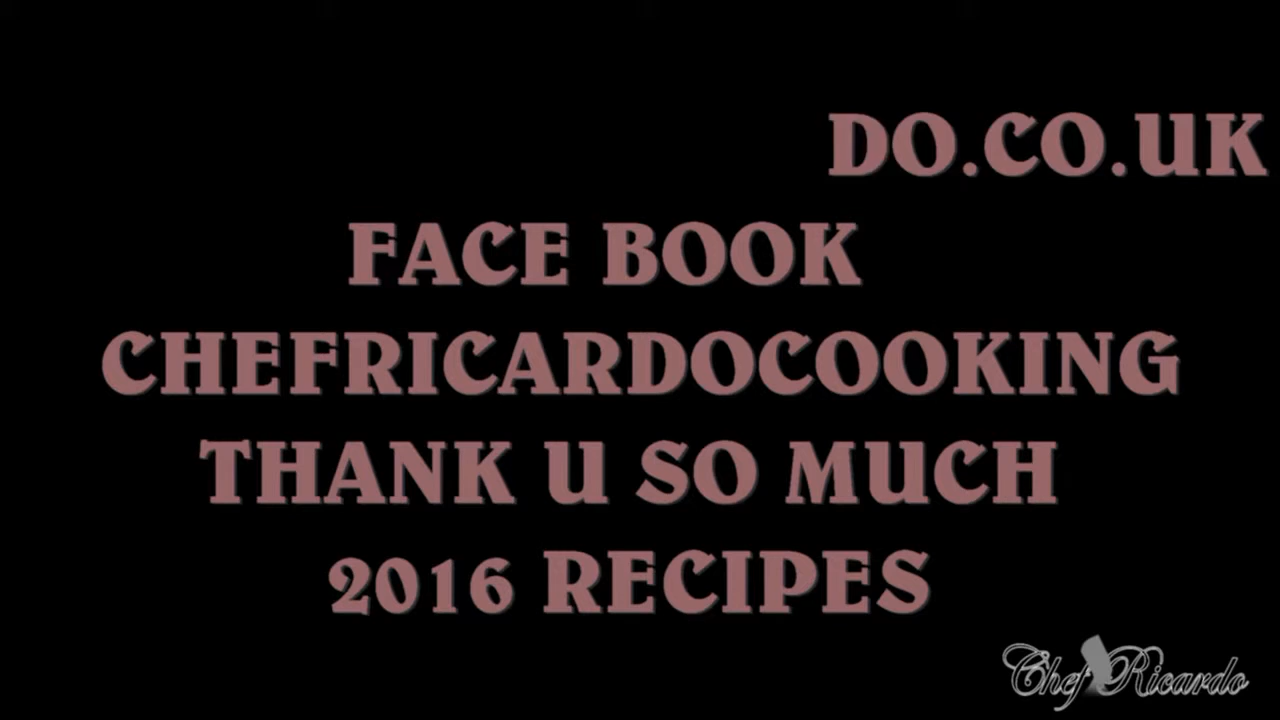 DO.CO.UK
FACE BOOK
CHEFRICARDOCOOKING
THANK U SO MUCH
2016 RECIPES
Chef Ricardo